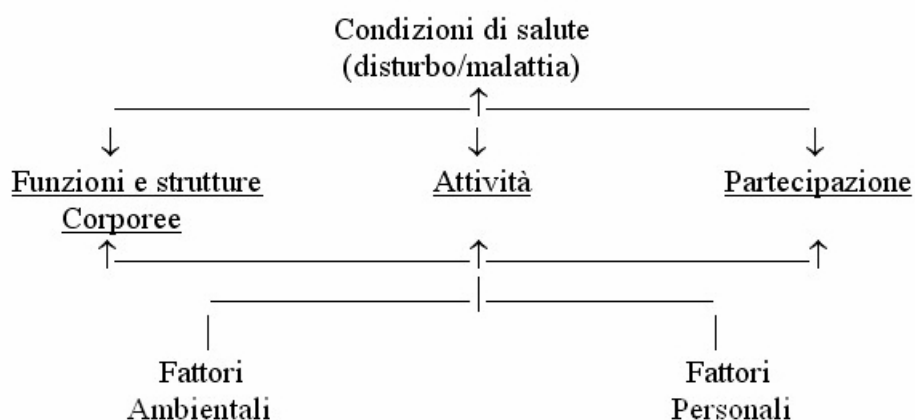 Condizioni di salute
(disturbo/malattia)
Funzioni e strutture
Corporee
Attività
Partecipazione
Fattori
Ambientali
Fattori
Personali